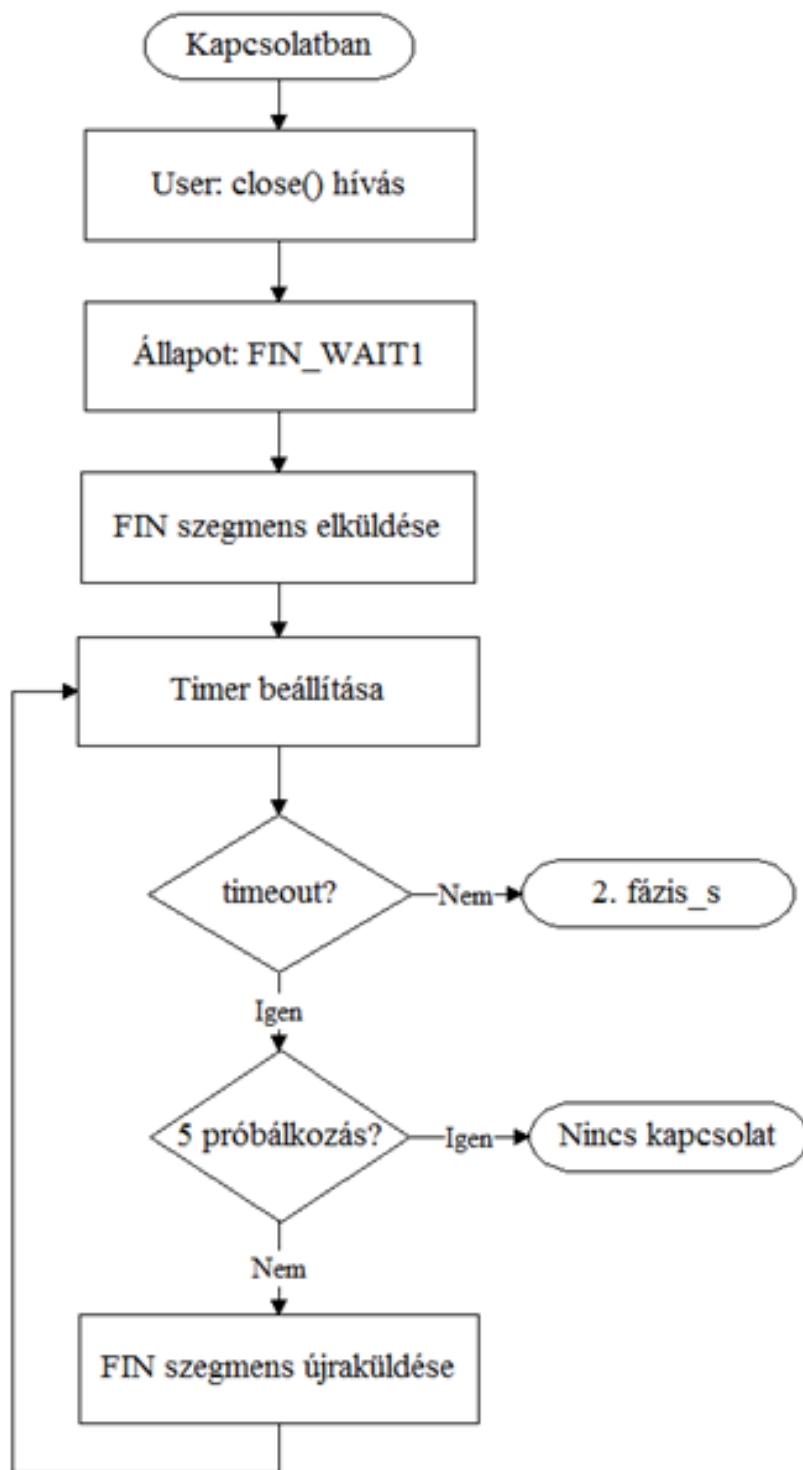 Kapcsolatban
User: close() hívás
Állapot: FIN_WAIT1
FIN szegmens elküldése
Timer beállítása
timeout?
Nem
2. fázis_s
Igen
5 próbálkozás?
Igen
Nincs kapcsolat
Nem
FIN szegmens újraküldése